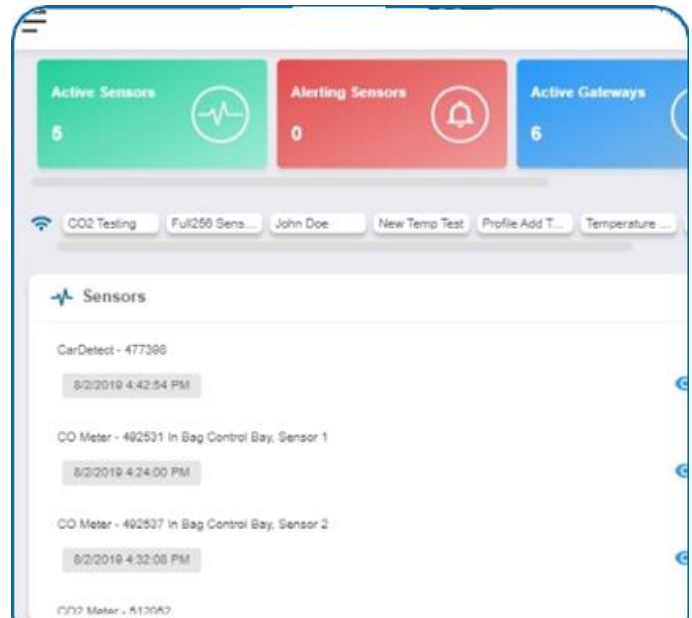 Active Sensors
5
Alerting Sensors
0
Active Gateways
6
CO2 Testing
Full256 Sens...
John Doe
New Temp Test
Profile Add T...
Temperature ...
Sensors
CarDetect - 477398
8/2/2019 4:42:54 PM
CO Meter - 492531 In Bag Control Bay, Sensor 1
8/2/2019 4:24:00 PM
CO Meter - 492537 In Bag Control Bay, Sensor 2
8/2/2019 4:32:08 PM
CO2 Meter - 512052